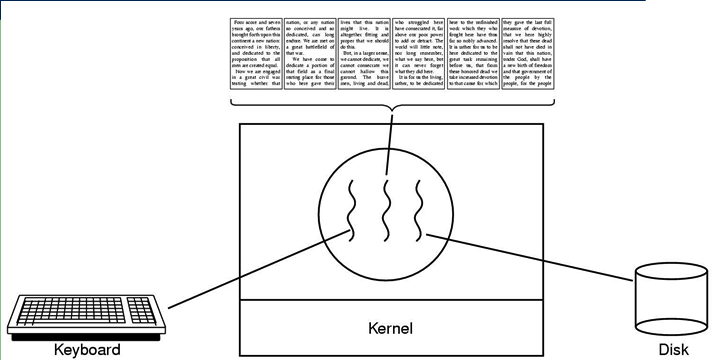 Four score and seven
years ago, our fathers
brought forth upon this
continent a new nation:
conceived in liberty,
and dedicated to the
proposition that all
men are created equal.
Now we are engaged
in a great civil war
testing whether that
nation, or any nation
so conceived and so
dedicated, can long
endure. We are met on
a great battlefield of
that war.
We have come to
dedicate a portion of
that field as a final
resting place for those
who here gave their
lives that this nation
might live. It is
altogether fitting and
proper that we should
do this.
But, in a larger sense,
we cannot dedicate, we
cannot consecrate we
cannot hallow this
ground. The brave
men, living and dead,
who struggled here
have consecrated it, far
above our poor power
to add or detract. The
world will little note,
nor long remember,
what we say here, but
it can never forget
what they did here.
It is for us the living,
rather, to be dedicated
here to the unfinished
work which they who
fought here have thus
far so nobly advanced.
It is rather for us to be
here dedicated to the
great task remaining
before us, that from
these honored dead we
take increased devotion
to that cause for which
they gave the last full
measure of devotion,
that we here highly
resolve that these dead
shall not have died in
vain that this nation,
under God, shall have
a new birth of freedom
and that government of
the people by the
people, for the people
Kernel
Keyboard
Disk